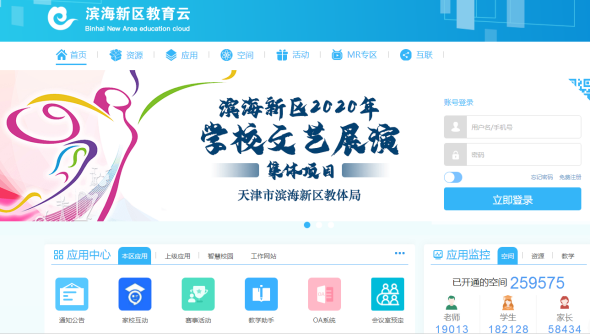 滨海新区教育云
Binhai New Area education cloud
首页 资源 应用 空间 活动 MR专区 互联
滨海新区2020年
学校文艺展演
集体项目
天津市滨海新区教体局
账号登录
用户名/手机号
密码
忘记密码 免费注册
立即登录
应用中心 本区应用 上级应用 智慧校园 工作网站
通知公告 家校互动 赛事活动 数字助手 OA系统 会议室预定
应用监控 空间 资源 教学
已开通的空间 259575
老师 学生 家长
19013 182128 58434